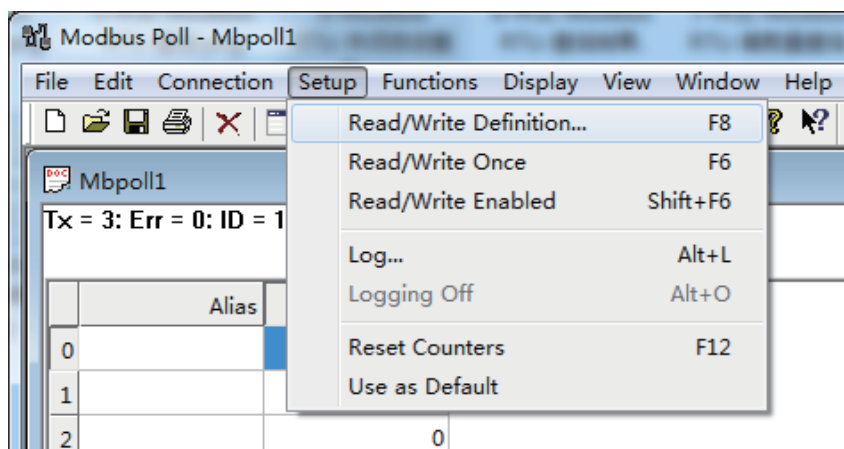 Modbus Poll - Mbpoll1
File Edit Connection Setup Functions Display View Window Help
Read/Write Definition... F8
Read/Write Once F6
Read/Write Enabled Shift+F6
Log... Alt+L
Logging Off Alt+O
Reset Counters F12
Use as Default
DOC
Mbpoll1
Tx = 3: Err = 0: ID = 1
Alias
0
1
2 0